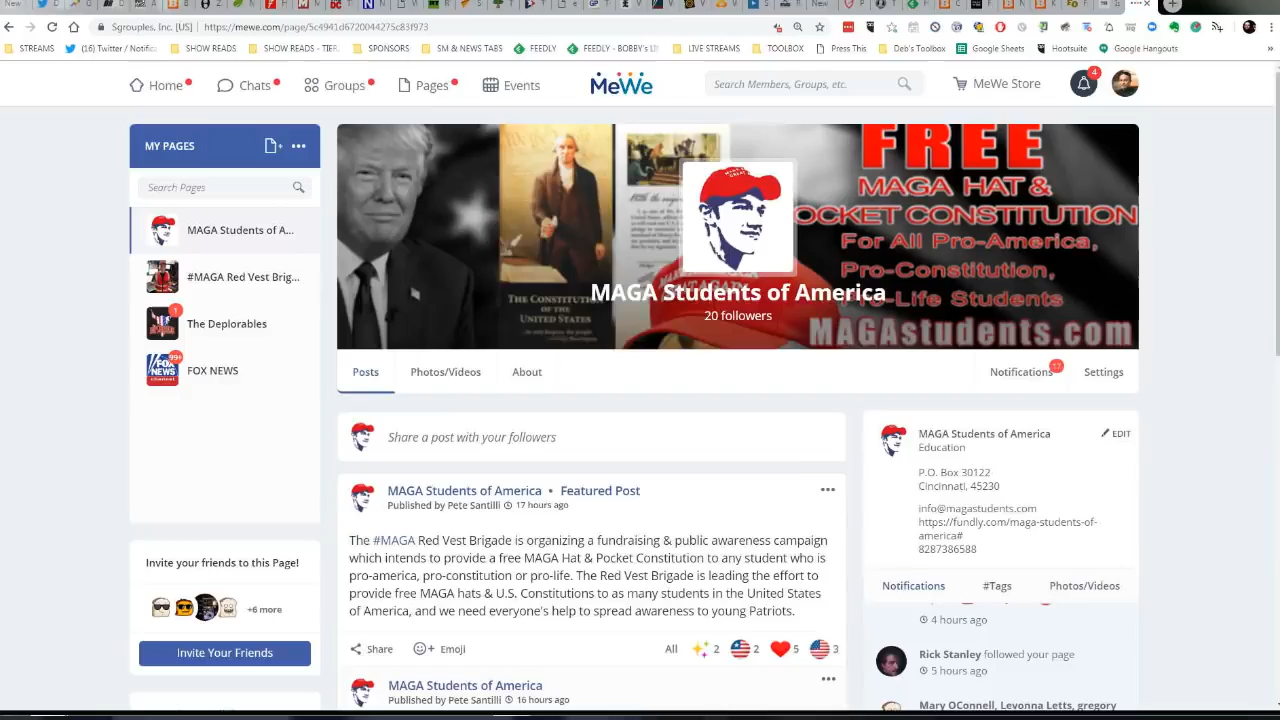 Sgrouples, Inc. [US] https://mewe.com/page/5c4941d6720044275c83f973
STREAMS (16) Twitter / Notifica SHOW READS SHOW READS - TIER. SPONSORS SM & NEWS TABS FEEDLY FEEDLY - BOBBY'S L LIVE STREAMS TOOLBOX Press This Deb's Toolbox Google Sheets Hootsuite Google Hangouts
Home Chats Groups Pages Events MeWe Search Members, Groups, etc. MeWe Store 4
MY PAGES
Search Pages
MAGA Students of A...
#MAGA Red Vest Brig...
1
The Deplorables
99+
FOX NEWS
FREE
MAGA HAT &
POCKET CONSTITUTION
For All Pro-America,
Pro-Constitution,
Pro-Life Students
MAGAstudents.com
THE CONSTITUTION
OF THE
UNITED STATES
MAGA Students of America
20 followers
Posts Photos/Videos About Notifications 17 Settings
Share a post with your followers
MAGA Students of America • Featured Post
Published by Pete Santilli 17 hours ago
The #MAGA Red Vest Brigade is organizing a fundraising & public awareness campaign
which intends to provide a free MAGA Hat & Pocket Constitution to any student who is
pro-america, pro-constitution or pro-life. The Red Vest Brigade is leading the effort to
provide free MAGA hats & U.S. Constitutions to as many students in the United States
of America, and we need everyone's help to spread awareness to young Patriots.
Share Emoji All 2 2 5 3
MAGA Students of America
Published by Pete Santilli 16 hours ago
MAGA Students of America EDIT
Education
P.O. Box 30122
Cincinnati, 45230
info@magastudents.com
https://fundly.com/maga-students-of-
america#
8287386588
Notifications #Tags Photos/Videos
4 hours ago
Rick Stanley followed your page
5 hours ago
Mary OConnell, Levonna Letts, gregory
Invite your friends to this Page!
+6 more
Invite Your Friends